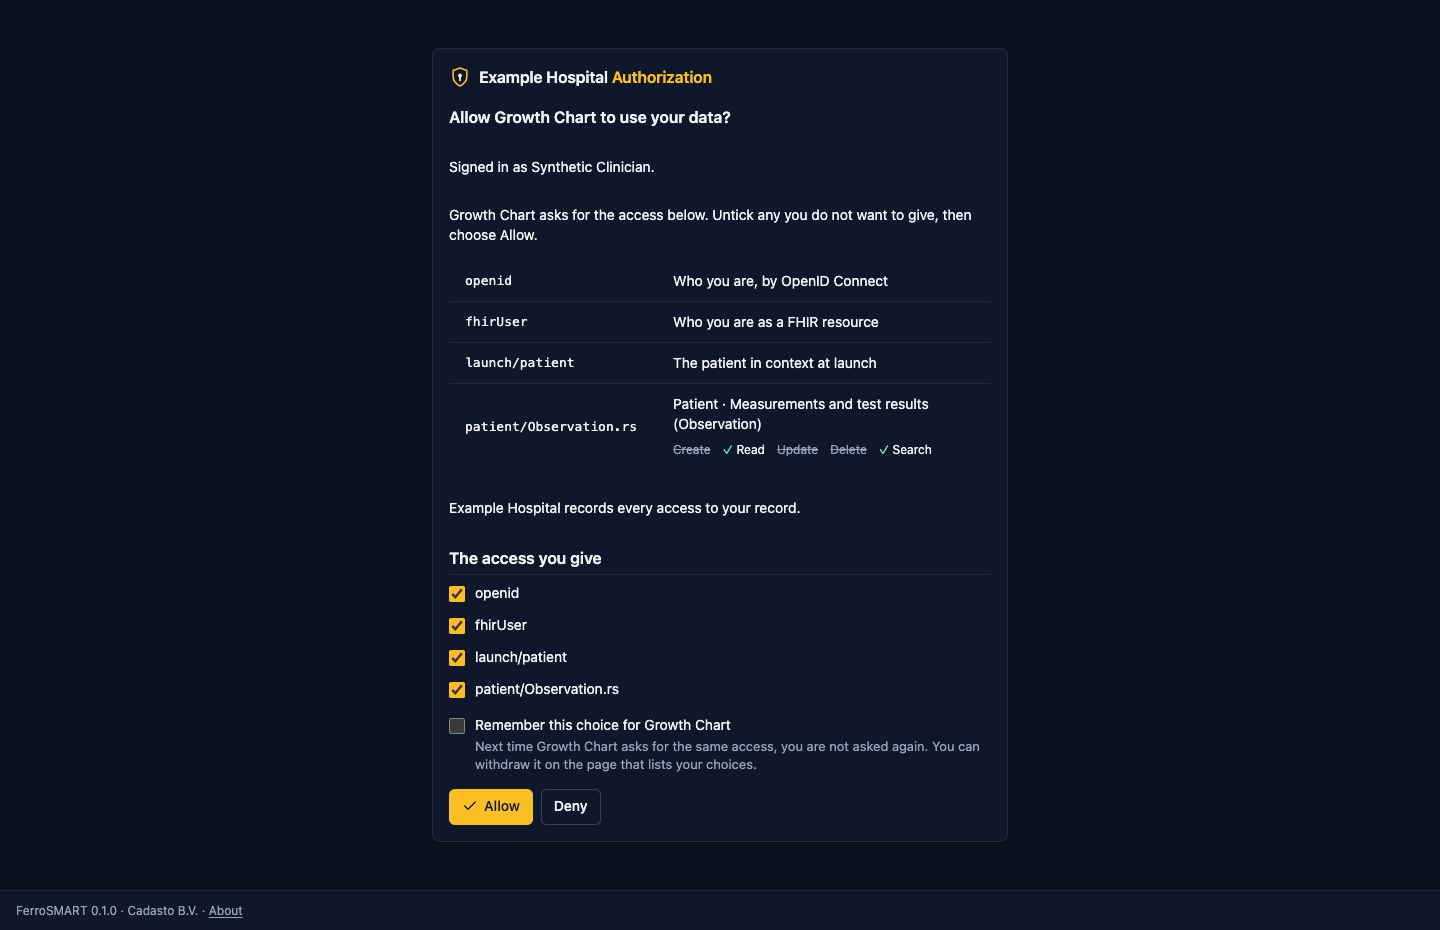 Example Hospital Authorization
Allow Growth Chart to use your data?
Signed in as Synthetic Clinician.
Growth Chart asks for the access below. Untick any you do not want to give, then
choose Allow.
openid Who you are, by OpenID Connect
fhirUser Who you are as a FHIR resource
launch/patient The patient in context at launch
patient/Observation.rs Patient · Measurements and test results
(Observation)
Create ✓ Read Update Delete ✓ Search
Example Hospital records every access to your record.
The access you give
openid
fhirUser
launch/patient
patient/Observation.rs
Remember this choice for Growth Chart
Next time Growth Chart asks for the same access, you are not asked again. You can
withdraw it on the page that lists your choices.
Allow Deny
FerroSMART 0.1.0 · Cadasto B.V. · About